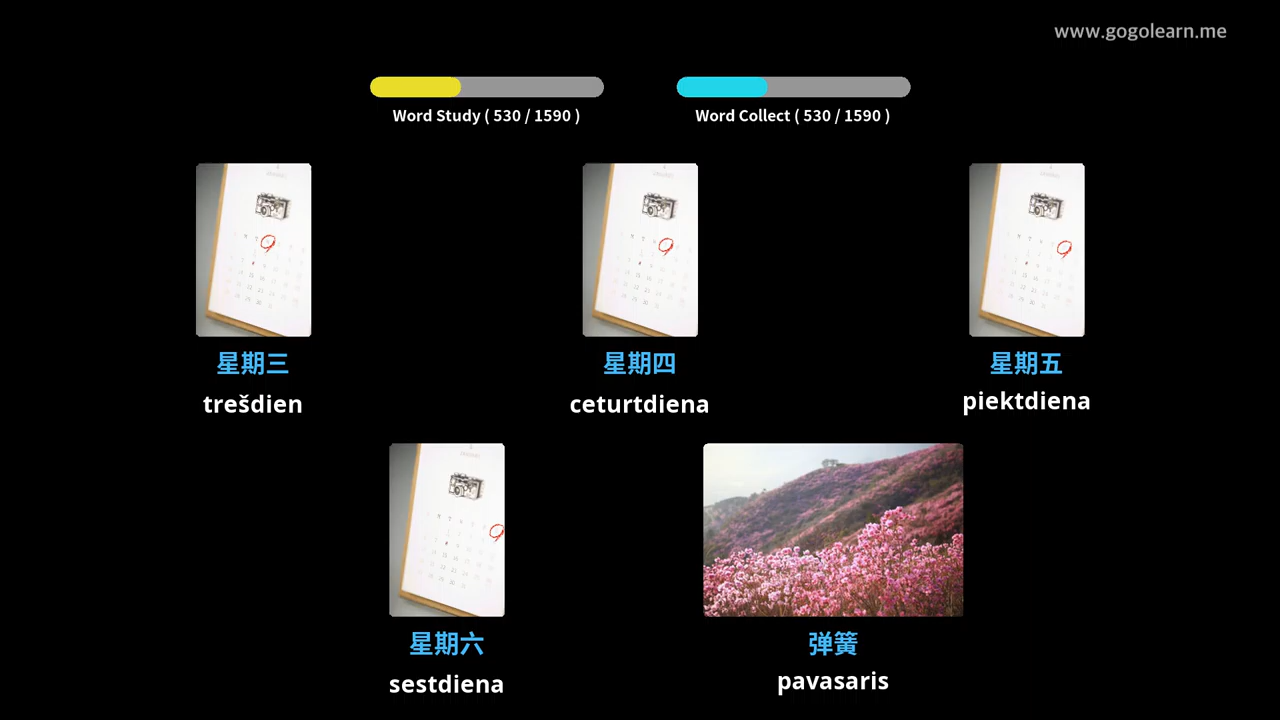 www.gogolearn.me
Word Study ( 530 / 1590 )
Word Collect ( 530 / 1590 )
星期三
星期四
星期五
trešdien
ceturtdiena
piektdiena
星期六
弹簧
sestdiena
pavasaris